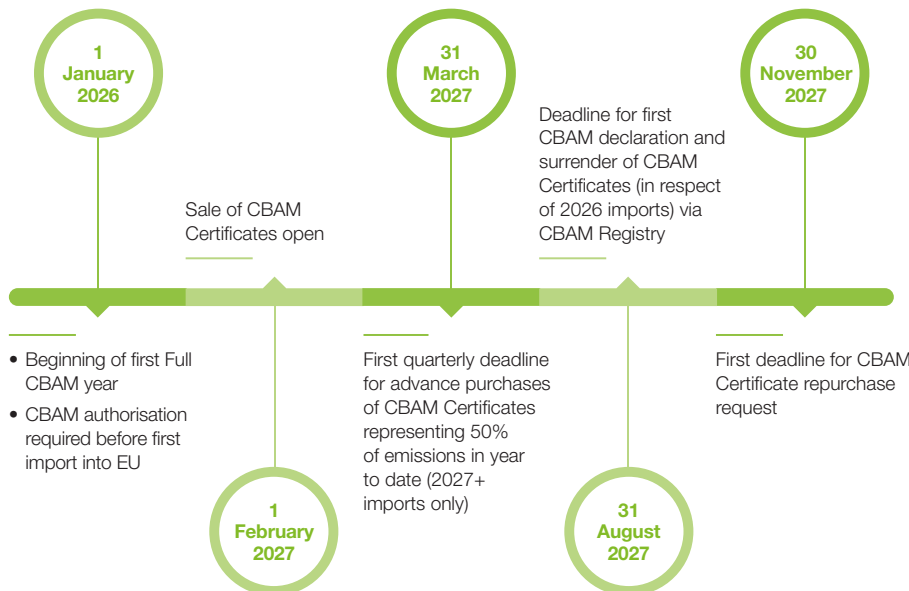 1
January
2026
31
March
2027
30
November
2027
Sale of CBAM
Certificates open
Deadline for first
CBAM declaration and
surrender of CBAM
Certificates (in respect
of 2026 imports) via
CBAM Registry
• Beginning of first Full
CBAM year
• CBAM authorisation
required before first
import into EU
First quarterly deadline
for advance purchases
of CBAM Certificates
representing 50%
of emissions in year
to date (2027+
imports only)
First deadline for CBAM
Certificate repurchase
request
1
February
2027
31
August
2027